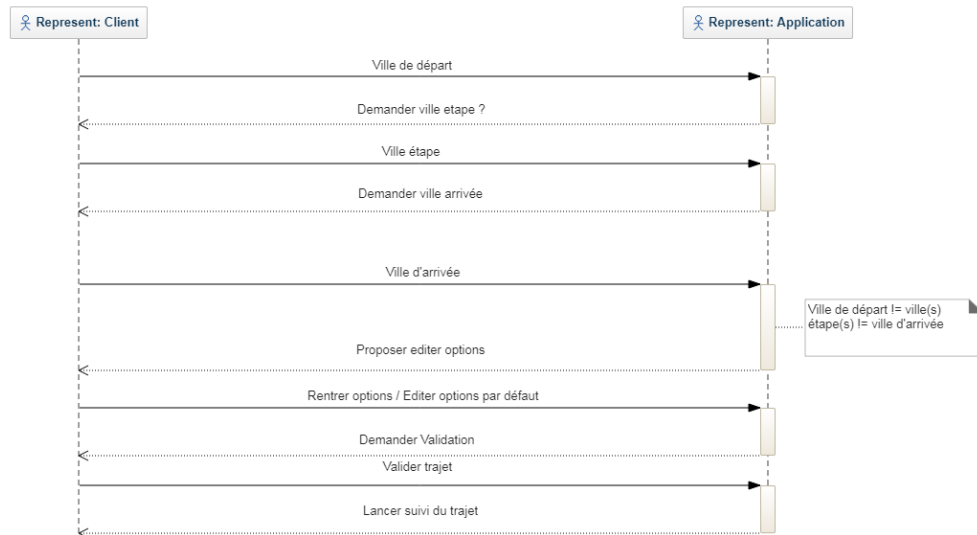 Represent: Client
Represent: Application
Ville de départ
Demander ville etape ?
Ville étape
Demander ville arrivée
Ville d'arrivée
Ville de départ != ville(s)
étape(s) != ville d'arrivée
Proposer editer options
Rentrer options / Editer options par défaut
Demander Validation
Valider trajet
Lancer suivi du trajet